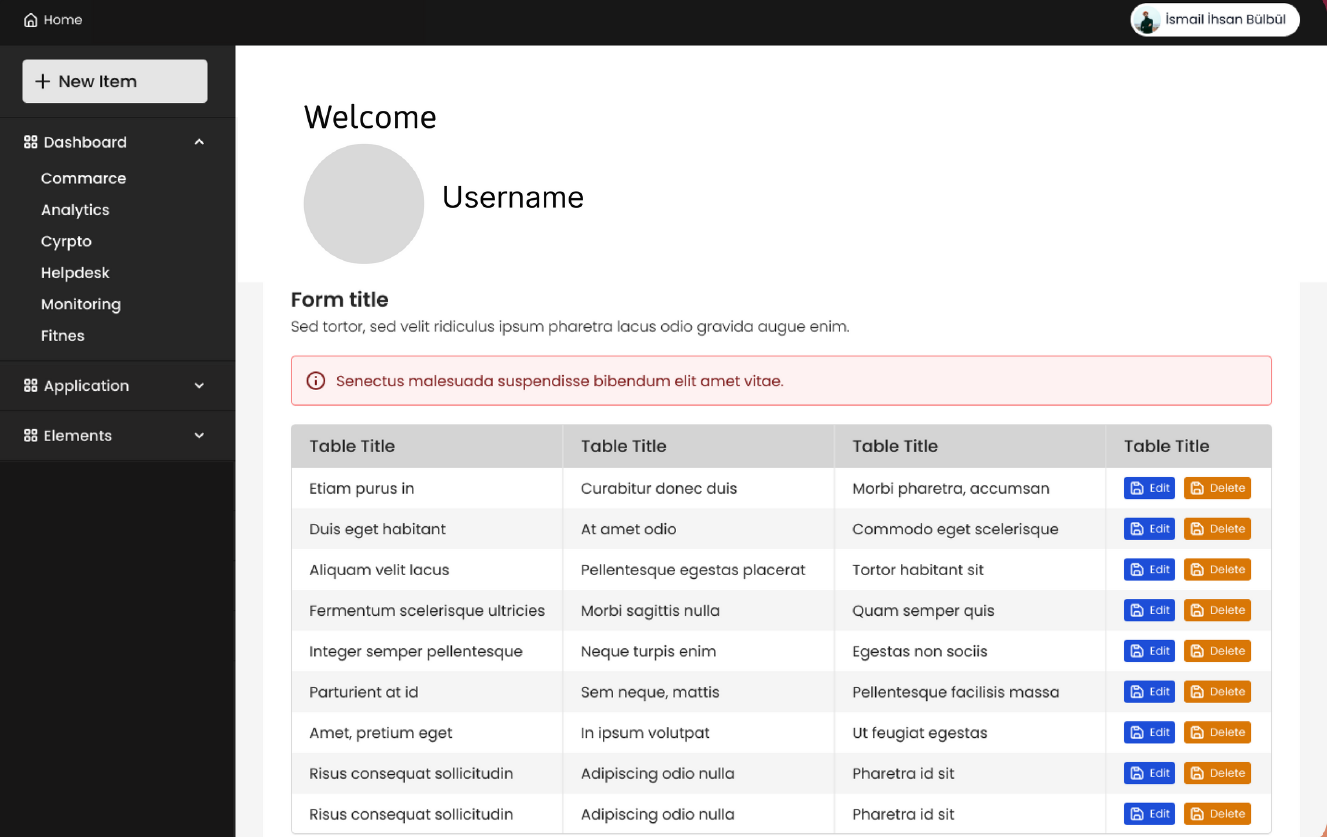 Home
İsmail İhsan Bülbül
New Item
Dashboard
Commarce
Analytics
Cyrpto
Helpdesk
Monitoring
Fitnes
Application
Elements
Welcome
Username
Form title
Sed tortor, sed velit ridiculus ipsum pharetra lacus odio gravida augue enim.
Senectus malesuada suspendisse bibendum elit amet vitae.
Table Title Table Title Table Title Table Title
Etiam purus in Curabitur donec duis Morbi pharetra, accumsan Edit Delete
Duis eget habitant At amet odio Commodo eget scelerisque Edit Delete
Aliquam velit lacus Pellentesque egestas placerat Tortor habitant sit Edit Delete
Fermentum scelerisque ultricies Morbi sagittis nulla Quam semper quis Edit Delete
Integer semper pellentesque Neque turpis enim Egestas non sociis Edit Delete
Parturient at id Sem neque, mattis Pellentesque facilisis massa Edit Delete
Amet, pretium eget In ipsum volutpat Ut feugiat egestas Edit Delete
Risus consequat sollicitudin Adipiscing odio nulla Pharetra id sit Edit Delete
Risus consequat sollicitudin Adipiscing odio nulla Pharetra id sit Edit Delete